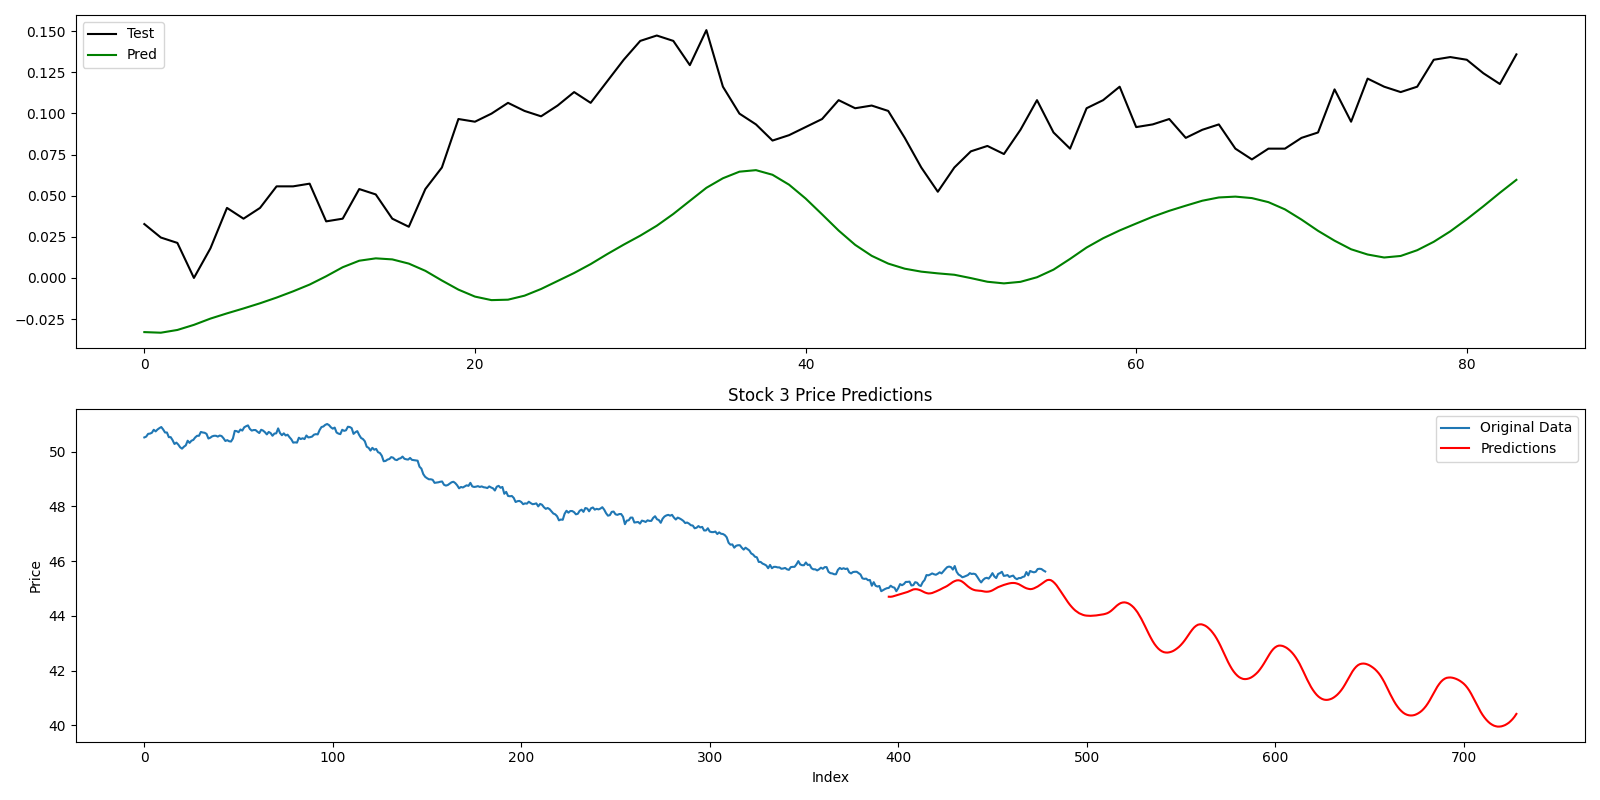 0.150
0.125
0.100
0.075
0.050
0.025
0.000
−0.025
Test
Pred
0 20 40 60 80
Stock 3 Price Predictions
Price
50
48
46
44
42
40
Original Data
Predictions
0 100 200 300 400 500 600 700
Index